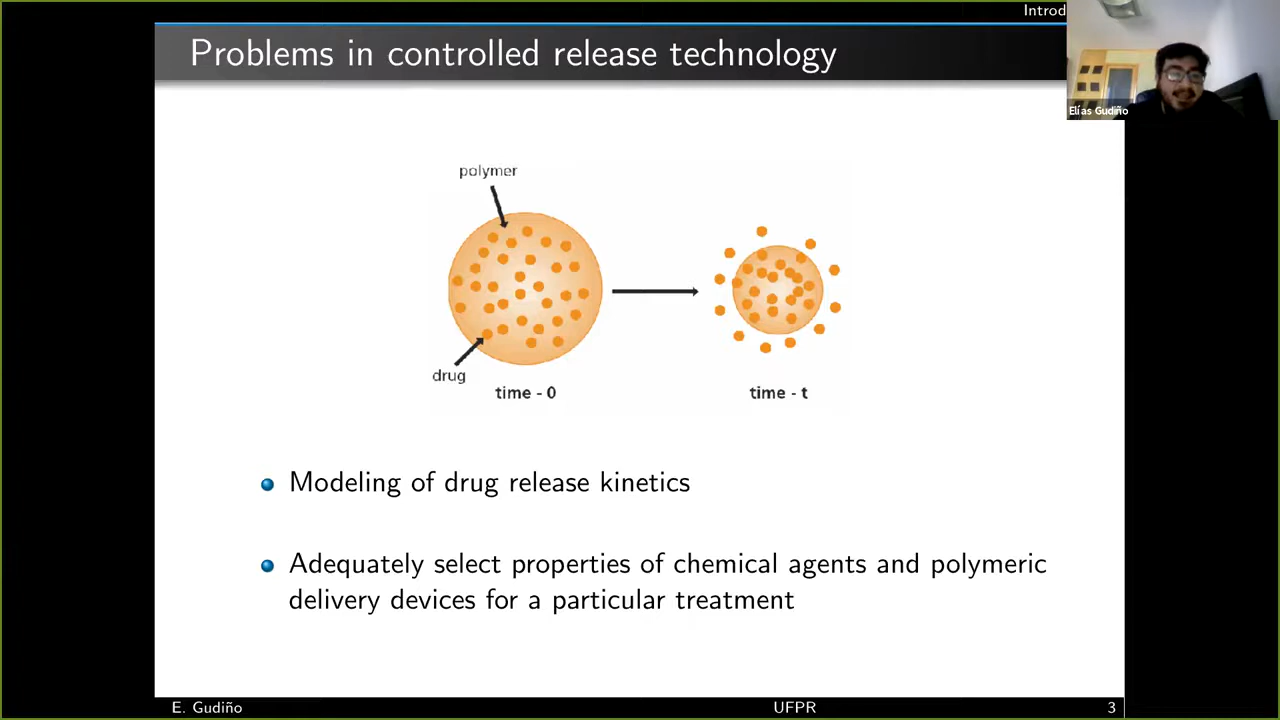 Introd
Problems in controlled release technology
Elías Gudiño
polymer
drug
time - 0
time - t
Modeling of drug release kinetics
Adequately select properties of chemical agents and polymeric
delivery devices for a particular treatment
E. Gudiño
UFPR
3